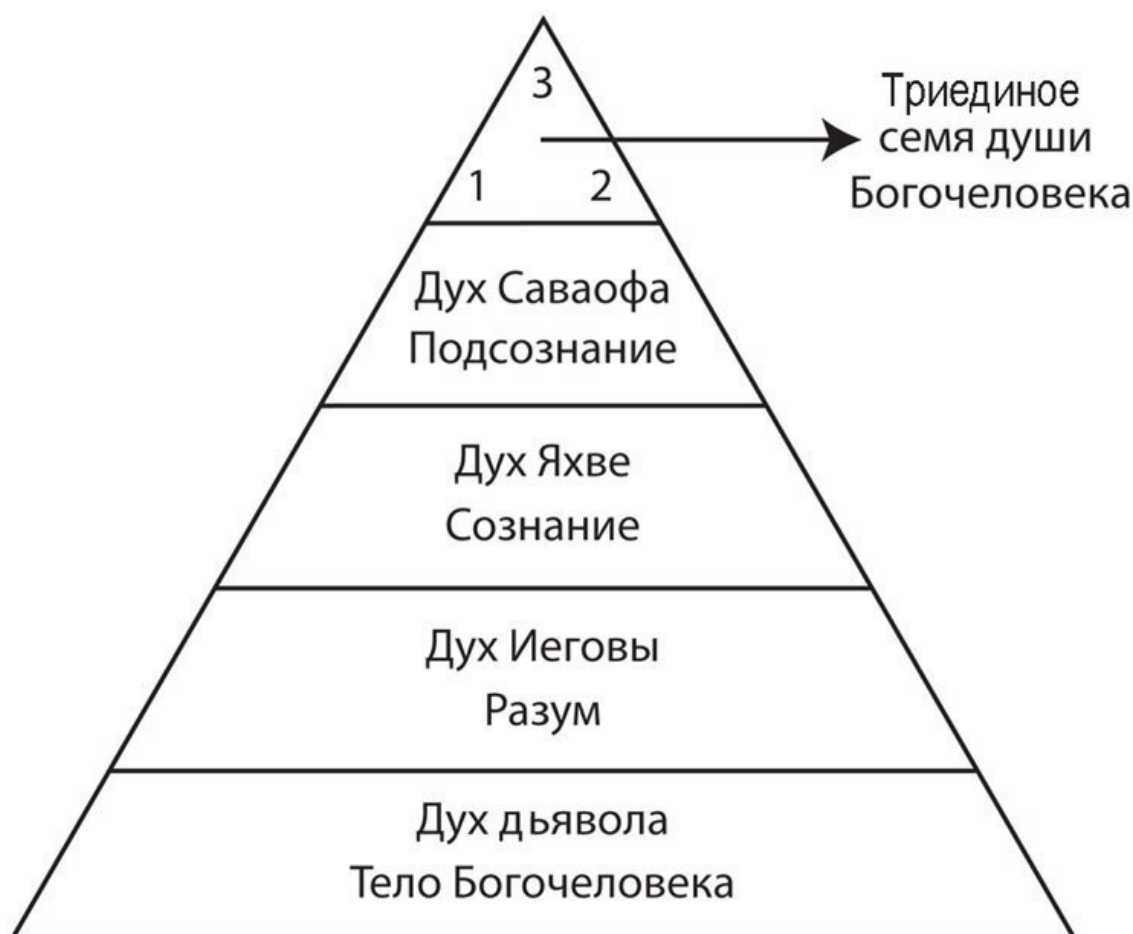 3
Триединое
семя души
Богочеловека
1 2
Дух Саваофа
Подсознание
Дух Яхве
Сознание
Дух Иеговы
Разум
Дух дьявола
Тело Богочеловека